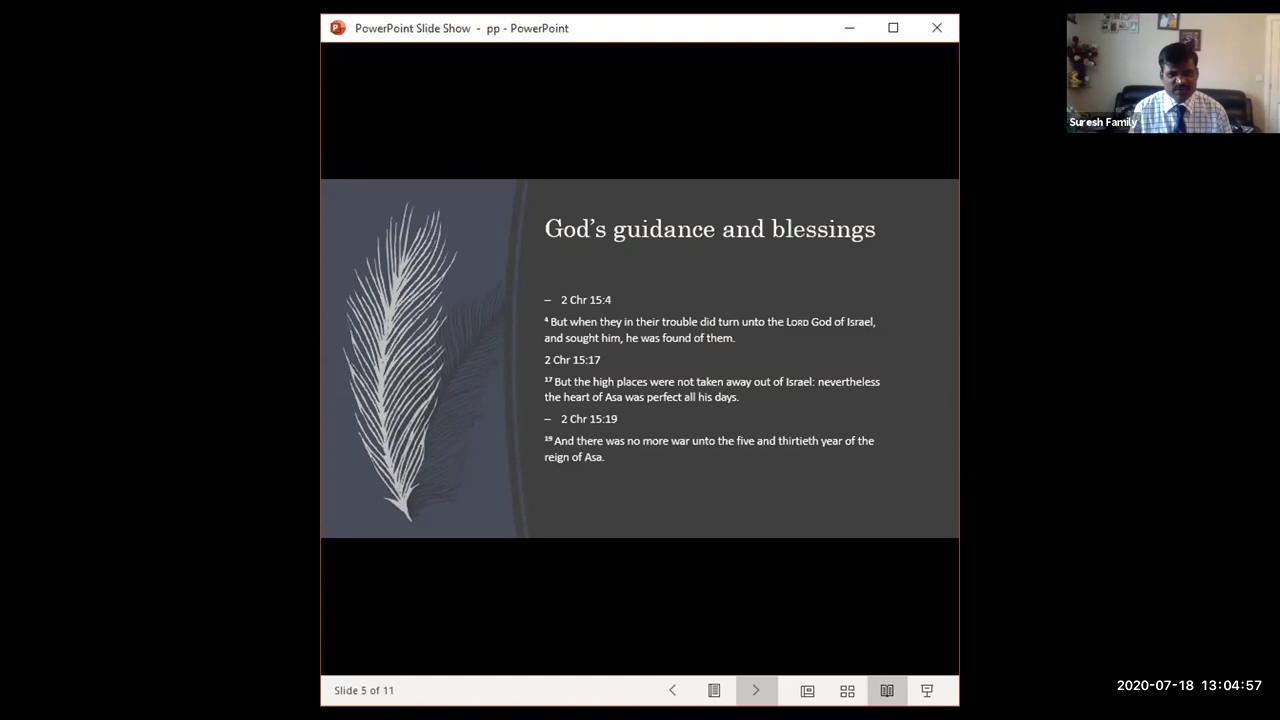 PowerPoint Slide Show - pp - PowerPoint
Suresh Family
God's guidance and blessings
– 2 Chr 15:4
4 But when they in their trouble did turn unto the LORD God of Israel,
and sought him, he was found of them.
2 Chr 15:17
17 But the high places were not taken away out of Israel: nevertheless
the heart of Asa was perfect all his days.
– 2 Chr 15:19
19 And there was no more war unto the five and thirtieth year of the
reign of Asa.
Slide 5 of 11
2020-07-18 13:04:57